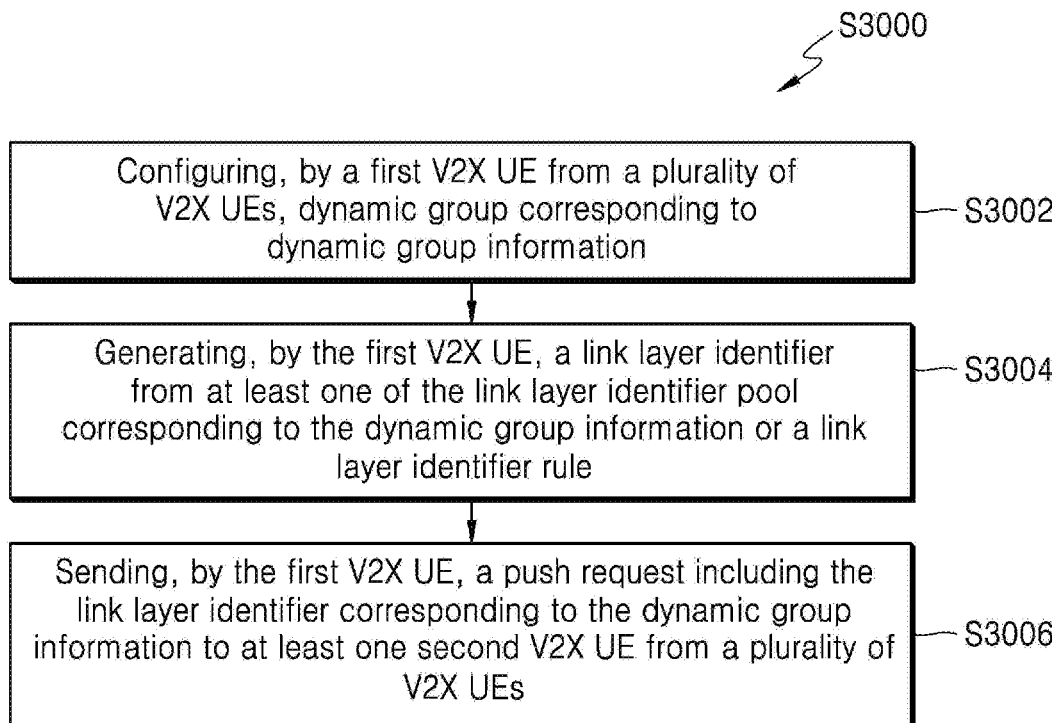 S3000
Configuring, by a first V2X UE from a plurality of
V2X UEs, dynamic group corresponding to
dynamic group information
S3002
Generating, by the first V2X UE, a link layer identifier
from at least one of the link layer identifier pool
corresponding to the dynamic group information or a link
layer identifier rule
S3004
Sending, by the first V2X UE, a push request including the
link layer identifier corresponding to the dynamic group
information to at least one second V2X UE from a plurality of
V2X UEs
S3006